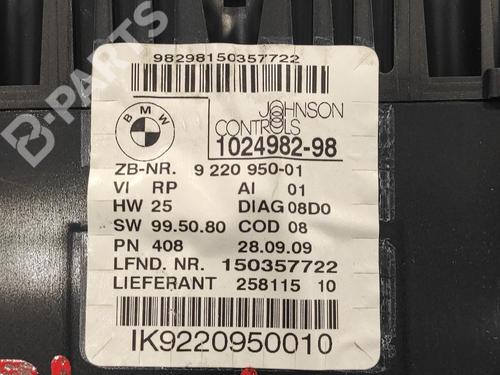 98298150357722
BMW
JOHNSON
CONTROLS
1024982-98
ZB-NR. 9 220 950-01
VI RP AI 01
HW 25 DIAG 08D0
SW 99.50.80 COD 08
PN 408 28.09.09
LFND. NR. 150357722
LIEFERANT 258115 10
IK9220950010
B-PARTS
B-PARTS
B-PARTS